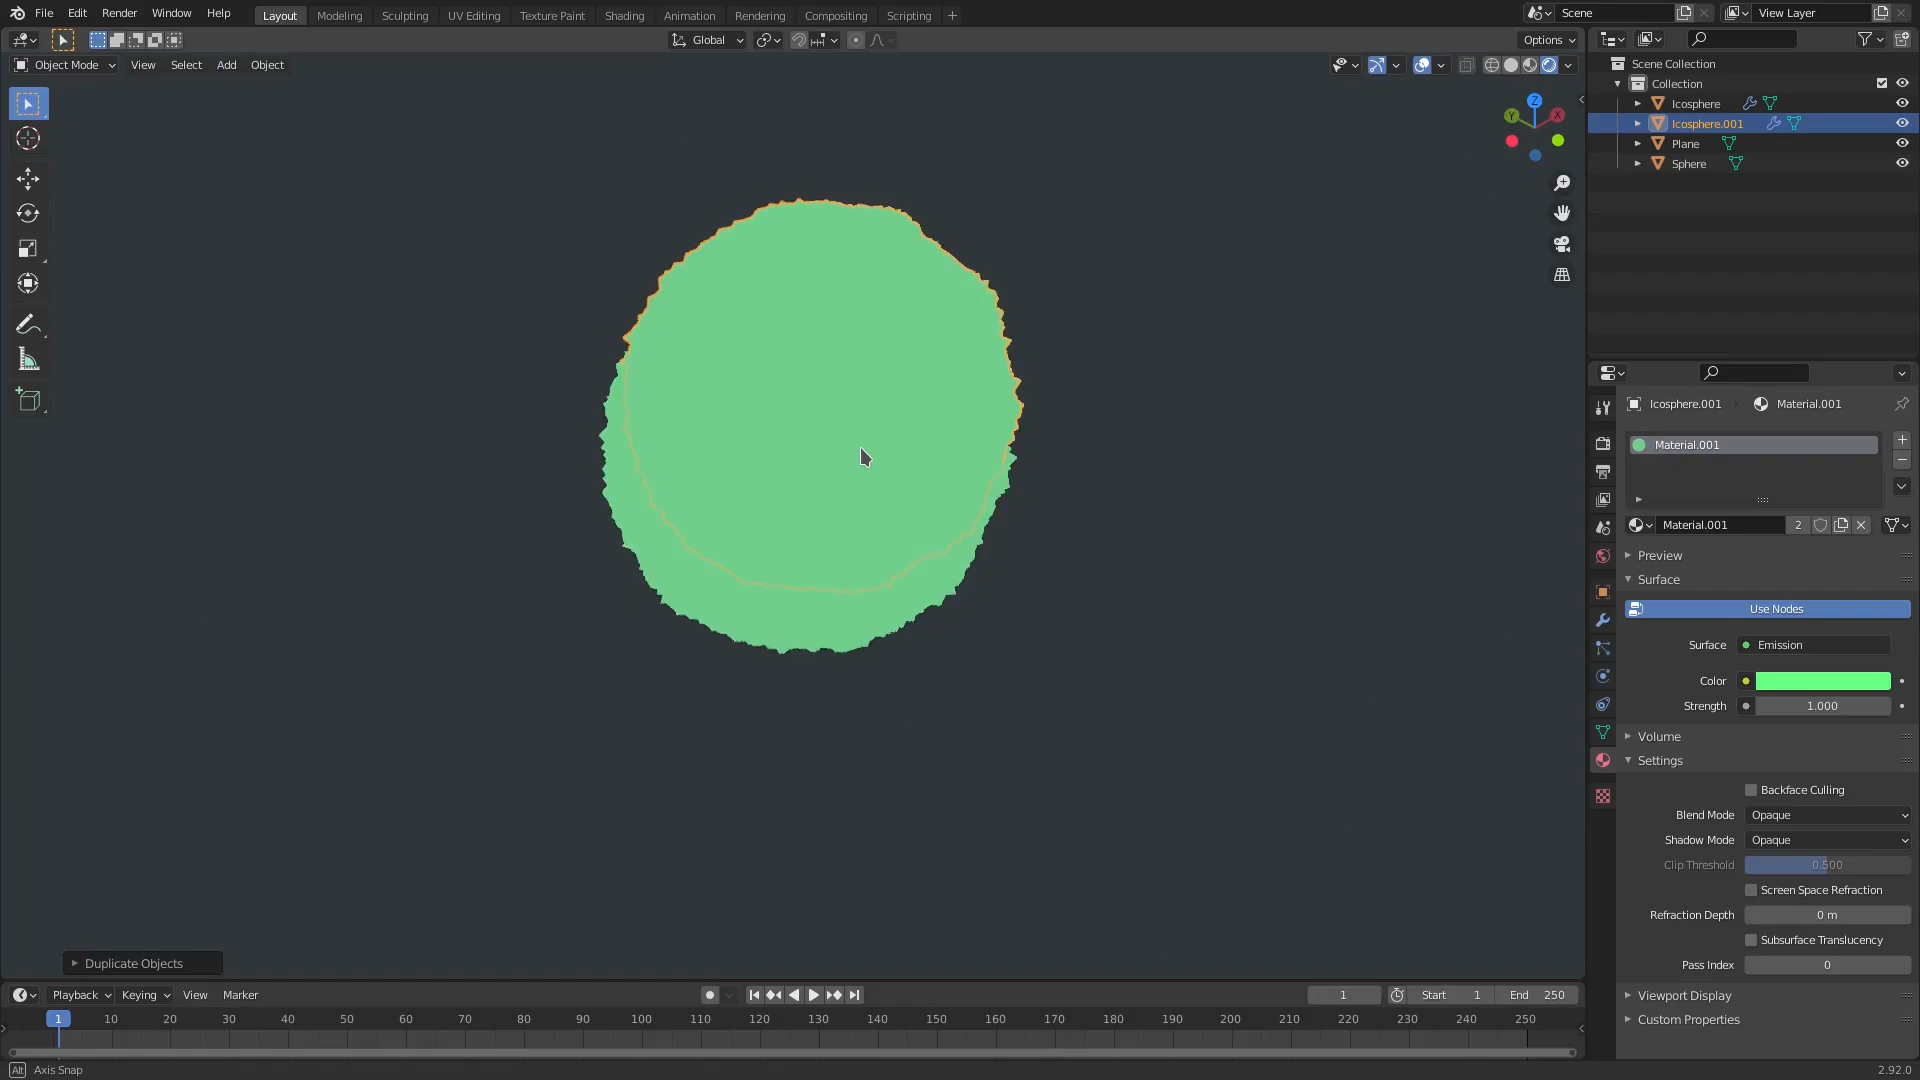 File Edit Render Window Help
Layout Modeling Sculpting UV Editing Texture Paint Shading Animation Rendering Compositing Scripting +
Scene
View Layer
Global
Options
Object Mode View Select Add Object
Scene Collection
Collection
Icosphere
Icosphere.001
Plane
Sphere
Z
Y
X
Icosphere.001 Material.001
Material.001
Material.001 2
Preview
Surface
Use Nodes
Surface Emission
Color
Strength 1.000
Volume
Settings
Backface Culling
Blend Mode Opaque
Shadow Mode Opaque
Clip Threshold 0.500
Screen Space Refraction
Refraction Depth 0 m
Subsurface Translucency
Pass Index 0
Viewport Display
Custom Properties
Duplicate Objects
Playback Keying View Marker
1 Start 1 End 250
1 10 20 30 40 50 60 70 80 90 100 110 120 130 140 150 160 170 180 190 200 210 220 230 240 250
Alt Axis Snap
2.92.0